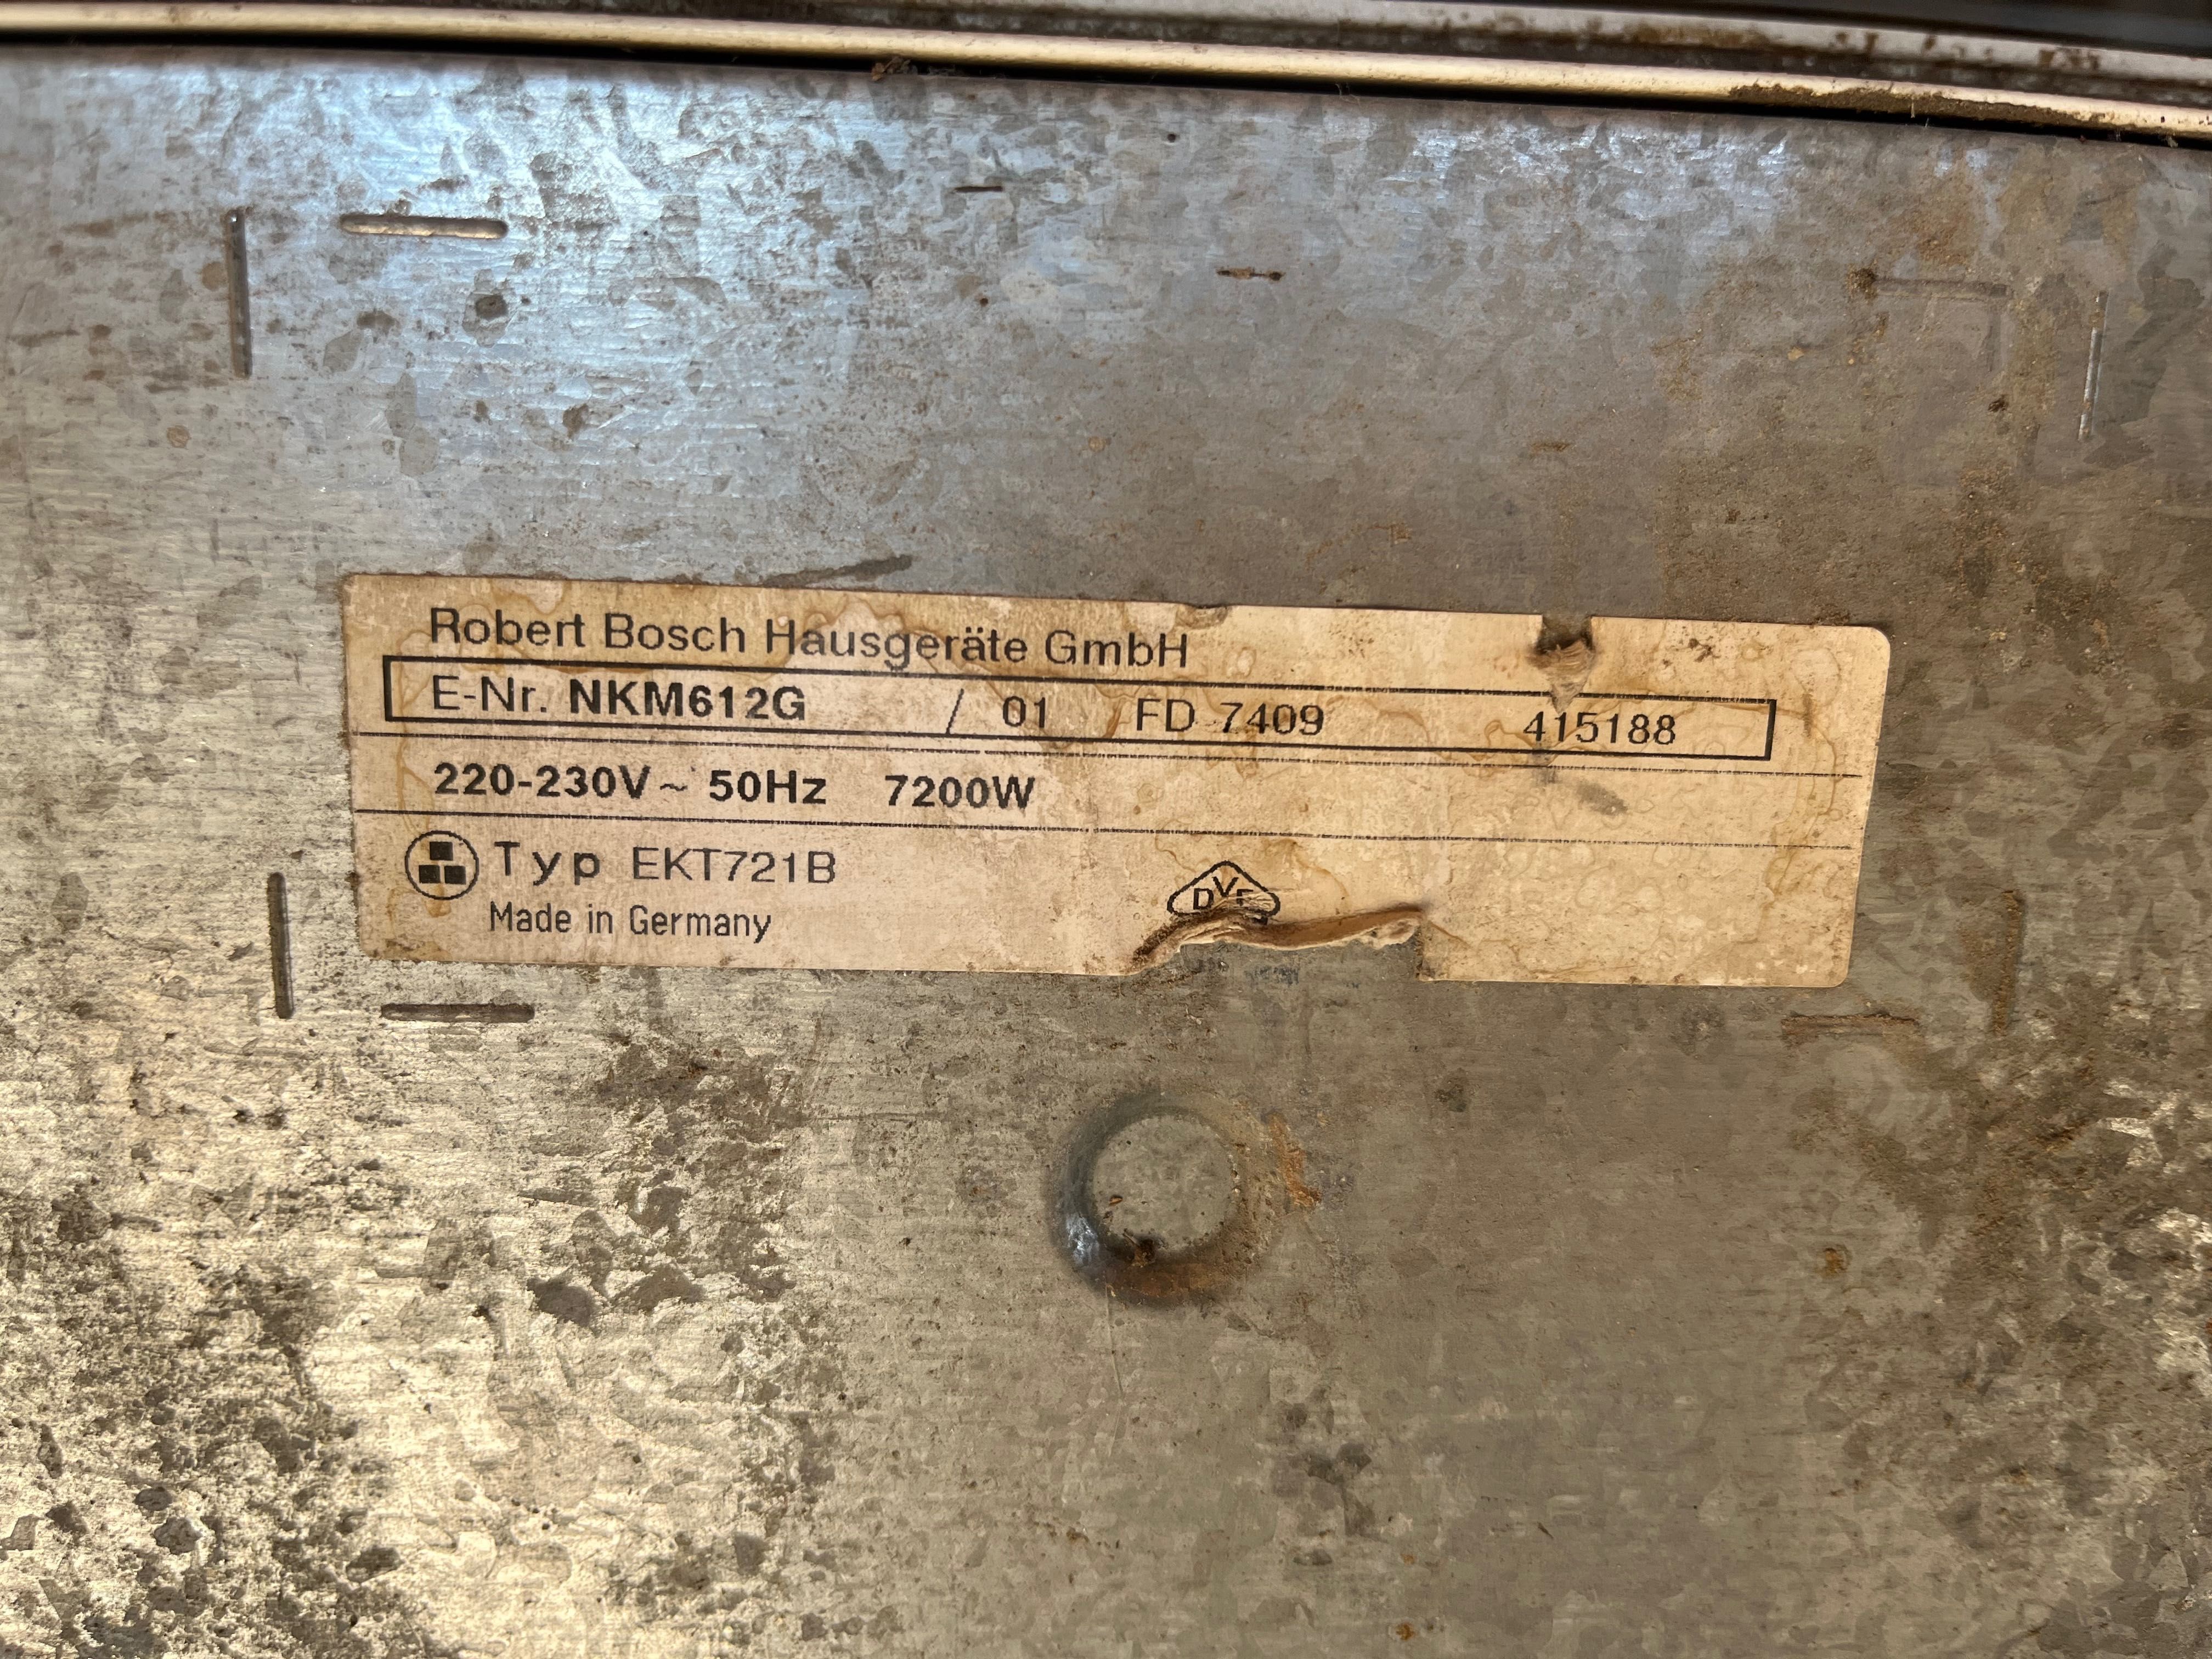 Robert Bosch Hausgeräte GmbH
E-Nr. NKM612G / 01 FD 7409 415188
220-230V~ 50Hz 7200W
Typ EKT721B
Made in Germany